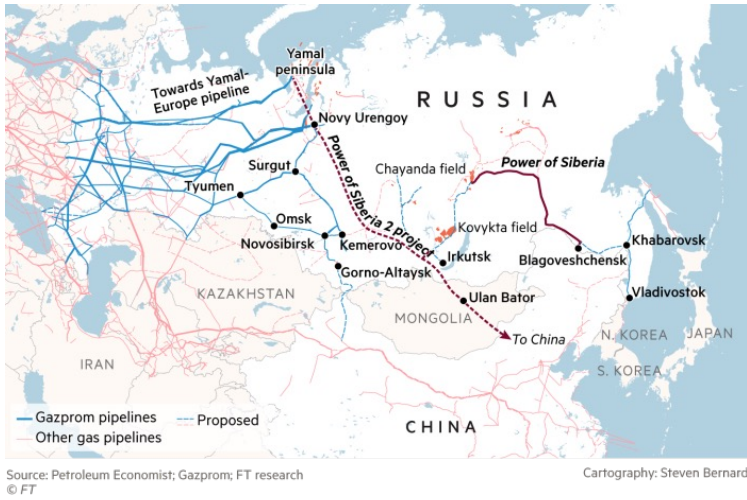 Yamal
peninsula
Towards Yamal-
Europe pipeline
RUSSIA
Novy Urengoy
Power of Siberia 2 project
Surgut
Chayanda field
Power of Siberia
Tyumen
Omsk
Kovykta field
Novosibirsk
Kemerovo
Irkutsk
Khabarovsk
Blagoveshchensk
Gorno-Altaysk
KAZAKHSTAN
Ulan Bator
Vladivostok
MONGOLIA
N. KOREA
JAPAN
To China
IRAN
S. KOREA
Gazprom pipelines
Proposed
Other gas pipelines
CHINA
Source: Petroleum Economist; Gazprom; FT research
Cartography: Steven Bernard
© FT